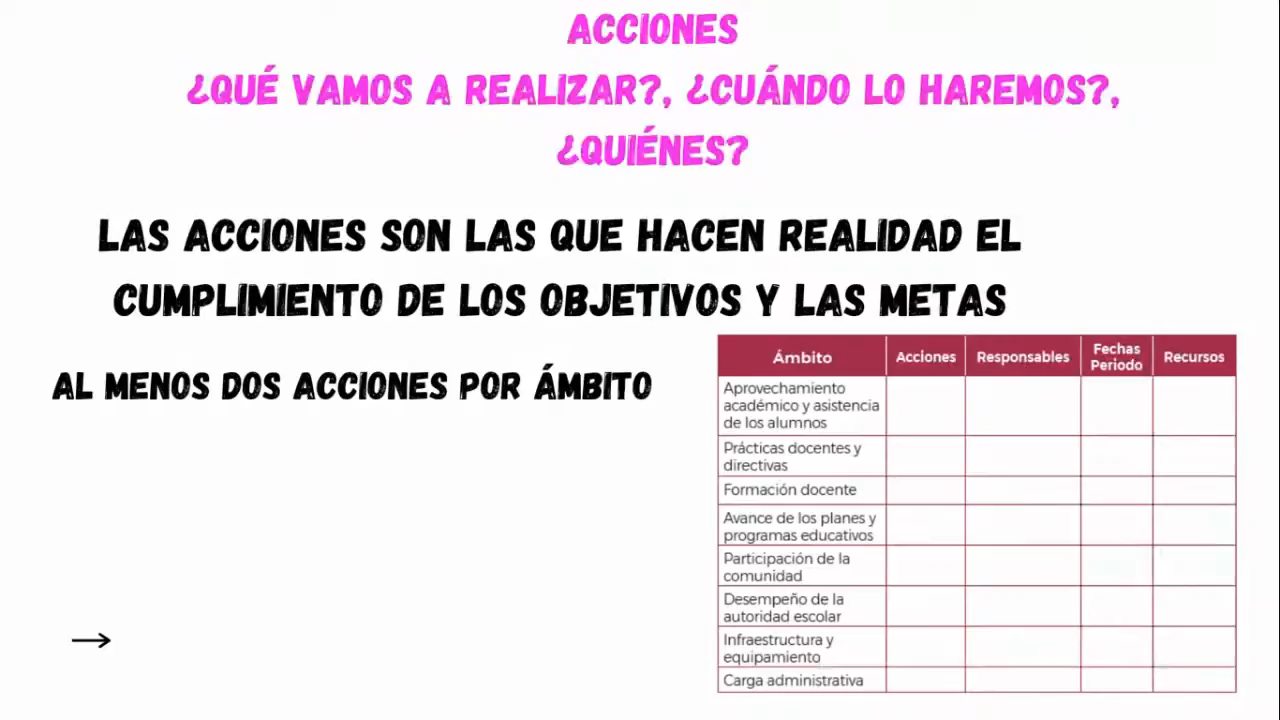 ACCIONES
¿QUÉ VAMOS A REALIZAR?, ¿CUÁNDO LO HAREMOS?,
¿QUIÉNES?
LAS ACCIONES SON LAS QUE HACEN REALIDAD EL
CUMPLIMIENTO DE LOS OBJETIVOS Y LAS METAS
AL MENOS DOS ACCIONES POR ÁMBITO
Ámbito Acciones Responsables Fechas Periodo Recursos
Aprovechamiento
académico y asistencia
de los alumnos
Prácticas docentes y
directivas
Formación docente
Avance de los planes y
programas educativos
Participación de la
comunidad
Desempeño de la
autoridad escolar
Infraestructura y
equipamiento
Carga administrativa